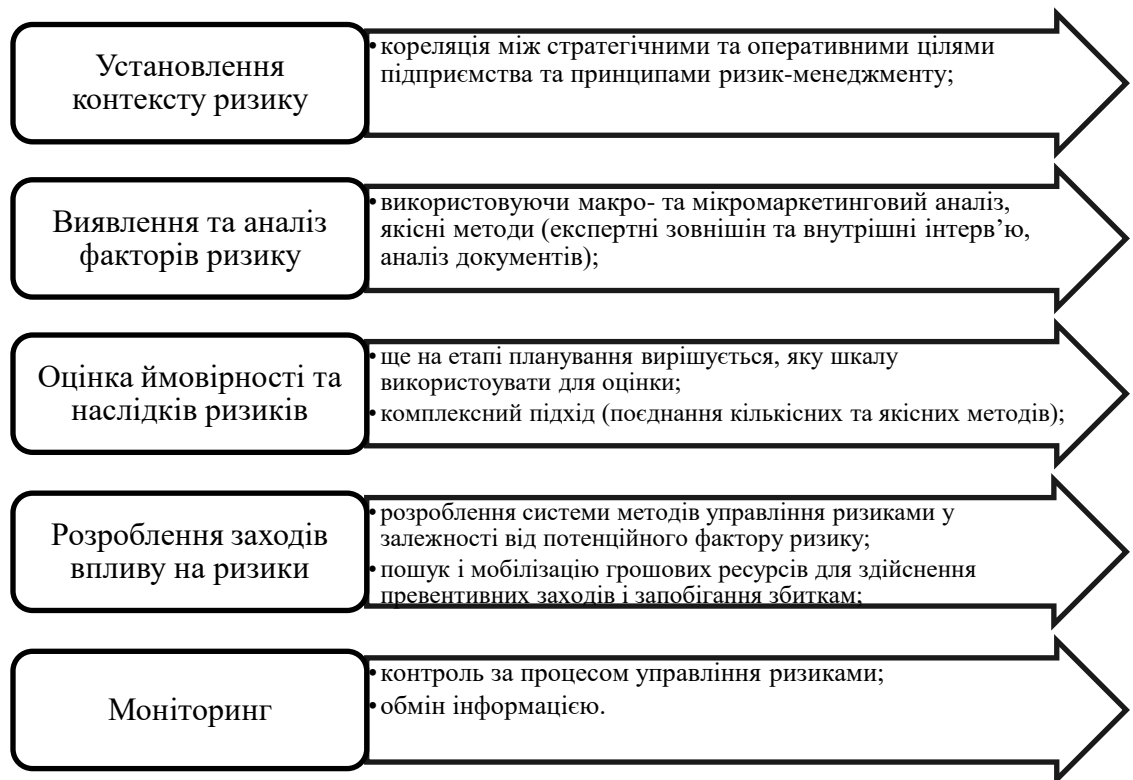 Установлення
контексту ризику
•кореляція між стратегічними та оперативними цілями
підприємства та принципами ризик-менеджменту;
Виявлення та аналіз
факторів ризику
•використовуючи макро- та мікромаркетинговий аналіз,
якісні методи (експертні зовнішін та внутрішні інтерв’ю,
аналіз документів);
Оцінка ймовірності та
наслідків ризиків
•ще на етапі планування вирішується, яку шкалу
використоувати для оцінки;
•комплексний підхід (поєднання кількісних та якісних методів);
Розроблення заходів
впливу на ризики
•розроблення системи методів управління ризиками у
залежності від потенційного фактору ризику;
•пошук і мобілізацію грошових ресурсів для здійснення
превентивних заходів і запобігання збиткам;
Моніторинг
•контроль за процесом управління ризиками;
•обмін інформацією.